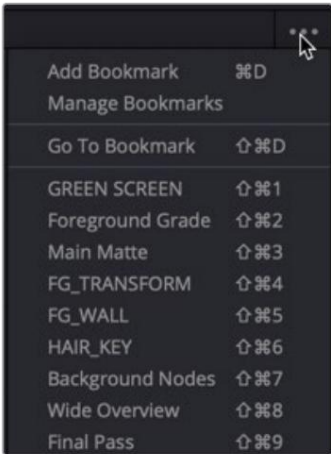 Add Bookmark ⌘D
Manage Bookmarks
Go To Bookmark ⇧⌘D
GREEN SCREEN ⇧⌘1
Foreground Grade ⇧⌘2
Main Matte ⇧⌘3
FG_TRANSFORM ⇧⌘4
FG_WALL ⇧⌘5
HAIR_KEY ⇧⌘6
Background Nodes ⇧⌘7
Wide Overview ⇧⌘8
Final Pass ⇧⌘9